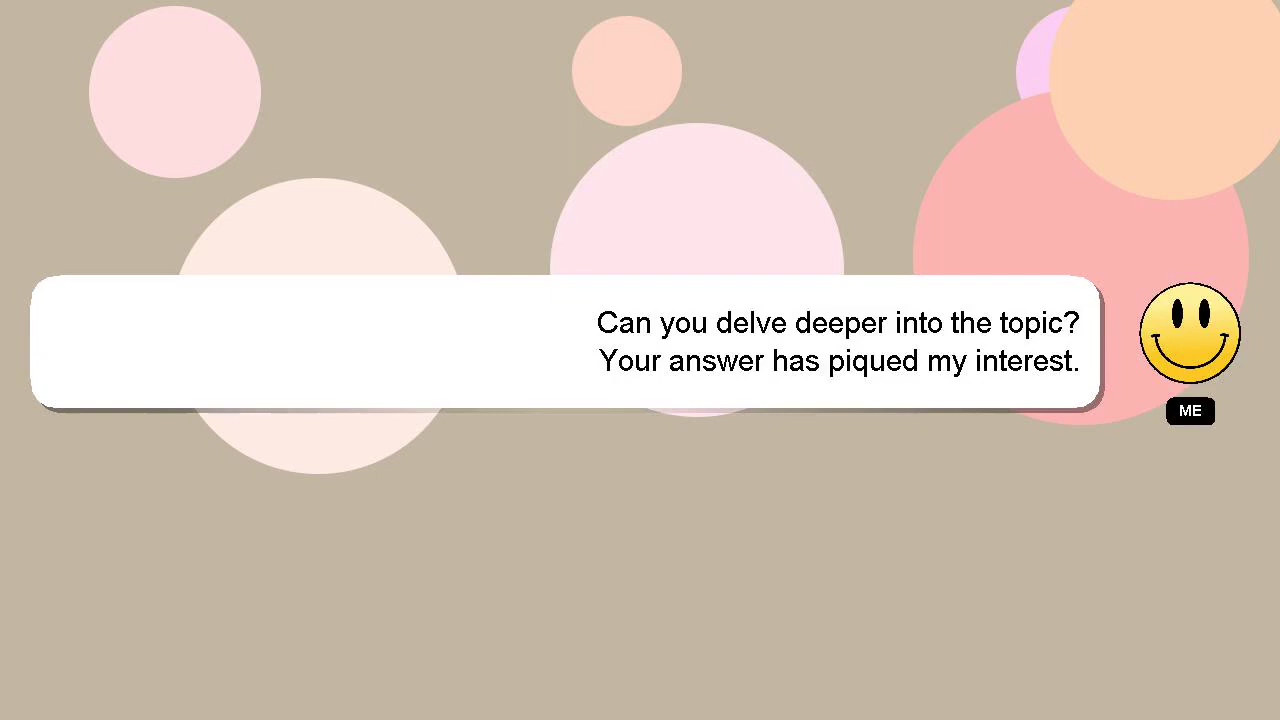 Can you delve deeper into the topic?
Your answer has piqued my interest.
ME